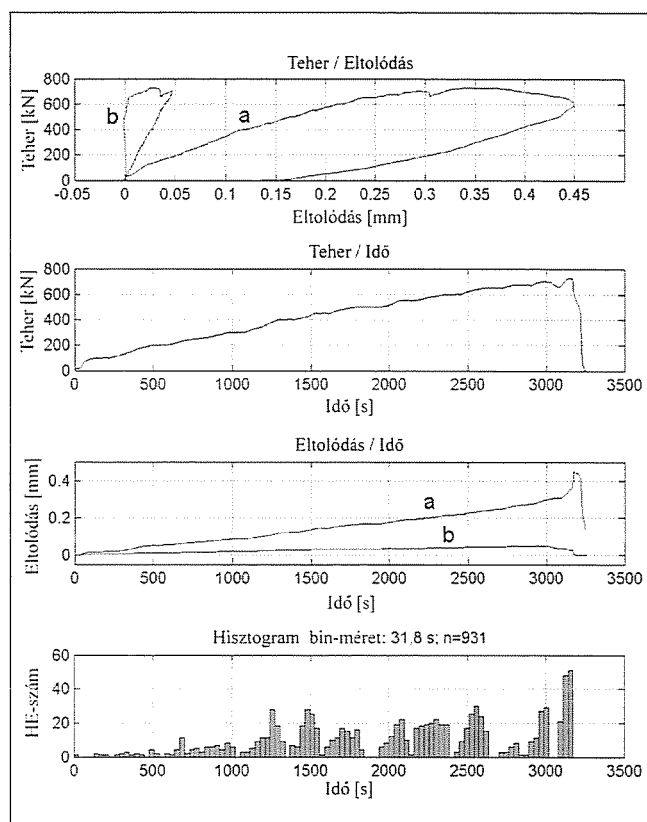 Teher / Eltolódás
Teher [kN]
800
600
400
200
0
b
a
-0.05 0 0.05 0.1 0.15 0.2 0.25 0.3 0.35 0.4 0.45
Eltolódás [mm]
Teher / Idő
Teher [kN]
800
600
400
200
0
0 500 1000 1500 2000 2500 3000 3500
Idő [s]
Eltolódás / Idő
Eltolódás [mm]
0.4
0.2
0
a
b
0 500 1000 1500 2000 2500 3000 3500
Idő [s]
Hisztogram bin-méret: 31,8 s; n=931
HE-szám
60
40
20
0
0 500 1000 1500 2000 2500 3000 3500
Idő [s]